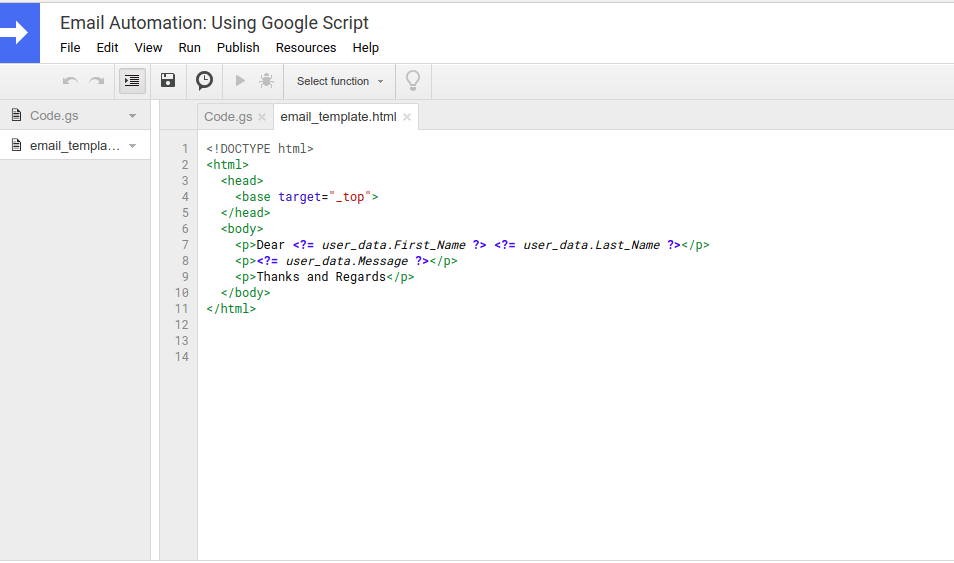 Email Automation: Using Google Script
File Edit View Run Publish Resources Help
Select function
Code.gs
email_templa...
Code.gs × email_template.html ×
1 <!DOCTYPE html>
2 <html>
3   <head>
4     <base target="_top">
5   </head>
6   <body>
7     <p>Dear <?= user_data.First_Name ?> <?= user_data.Last_Name ?></p>
8     <p><?= user_data.Message ?></p>
9     <p>Thanks and Regards</p>
10   </body>
11 </html>
12
13
14